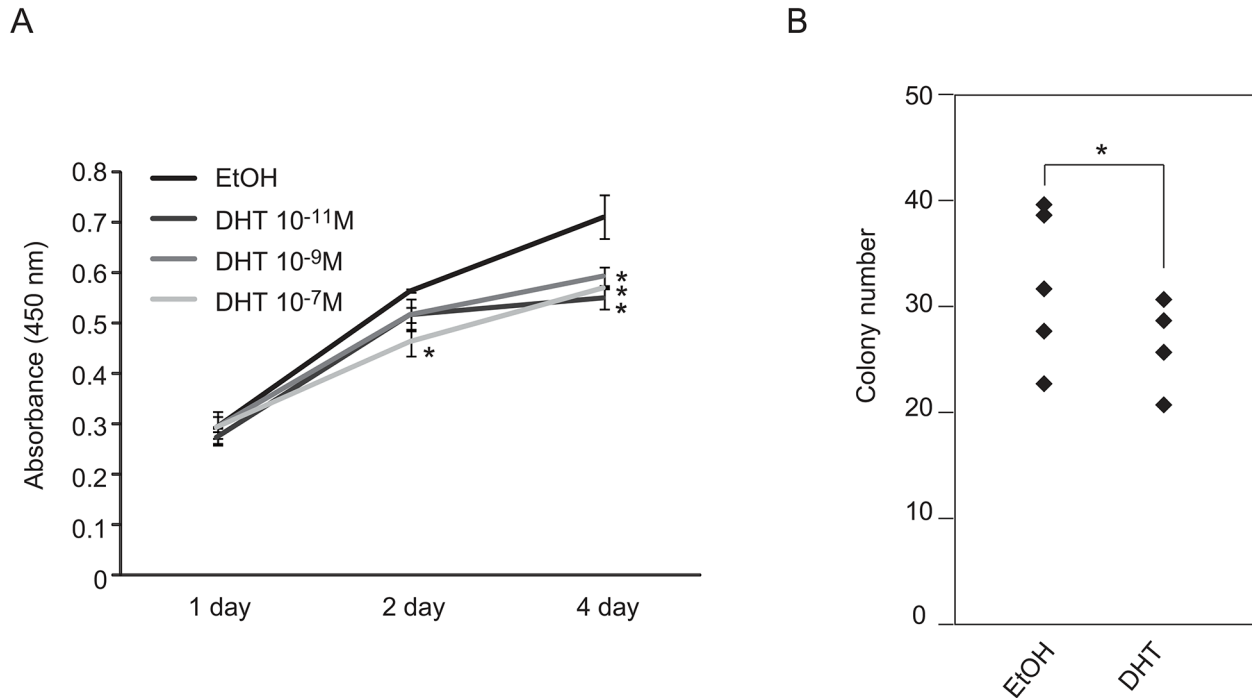 A
Absorbance (450 nm)
0.8
0.7
0.6
0.5
0.4
0.3
0.2
0.1
0
EtOH
DHT 10-11M
DHT 10-9M
DHT 10-7M
*
*
*
*
1 day
2 day
4 day
B
Colony number
50
40
30
20
10
0
*
EtOH
DHT